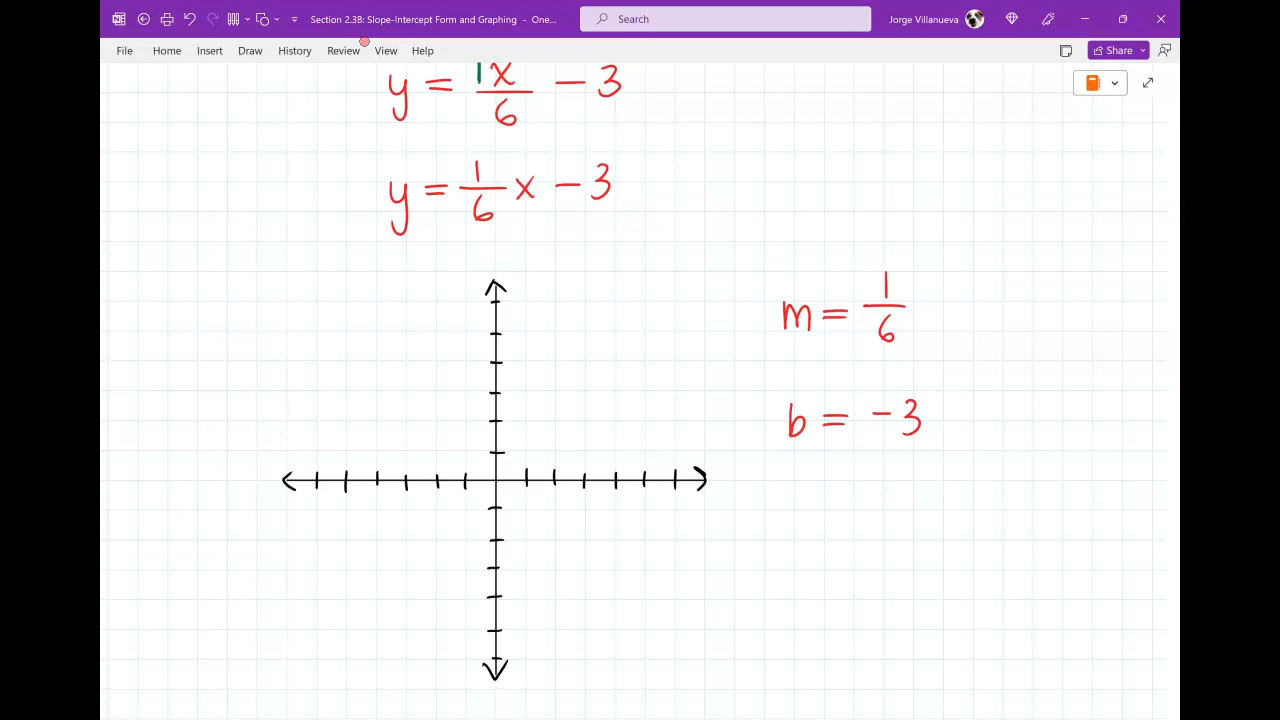 Section 2.3B: Slope-Intercept Form and Graphing - One...
Search
Jorge Villanueva
File Home Insert Draw History Review View Help
Share
y = 1x/6 - 3
y = 1/6 x - 3
m = 1/6
b = -3